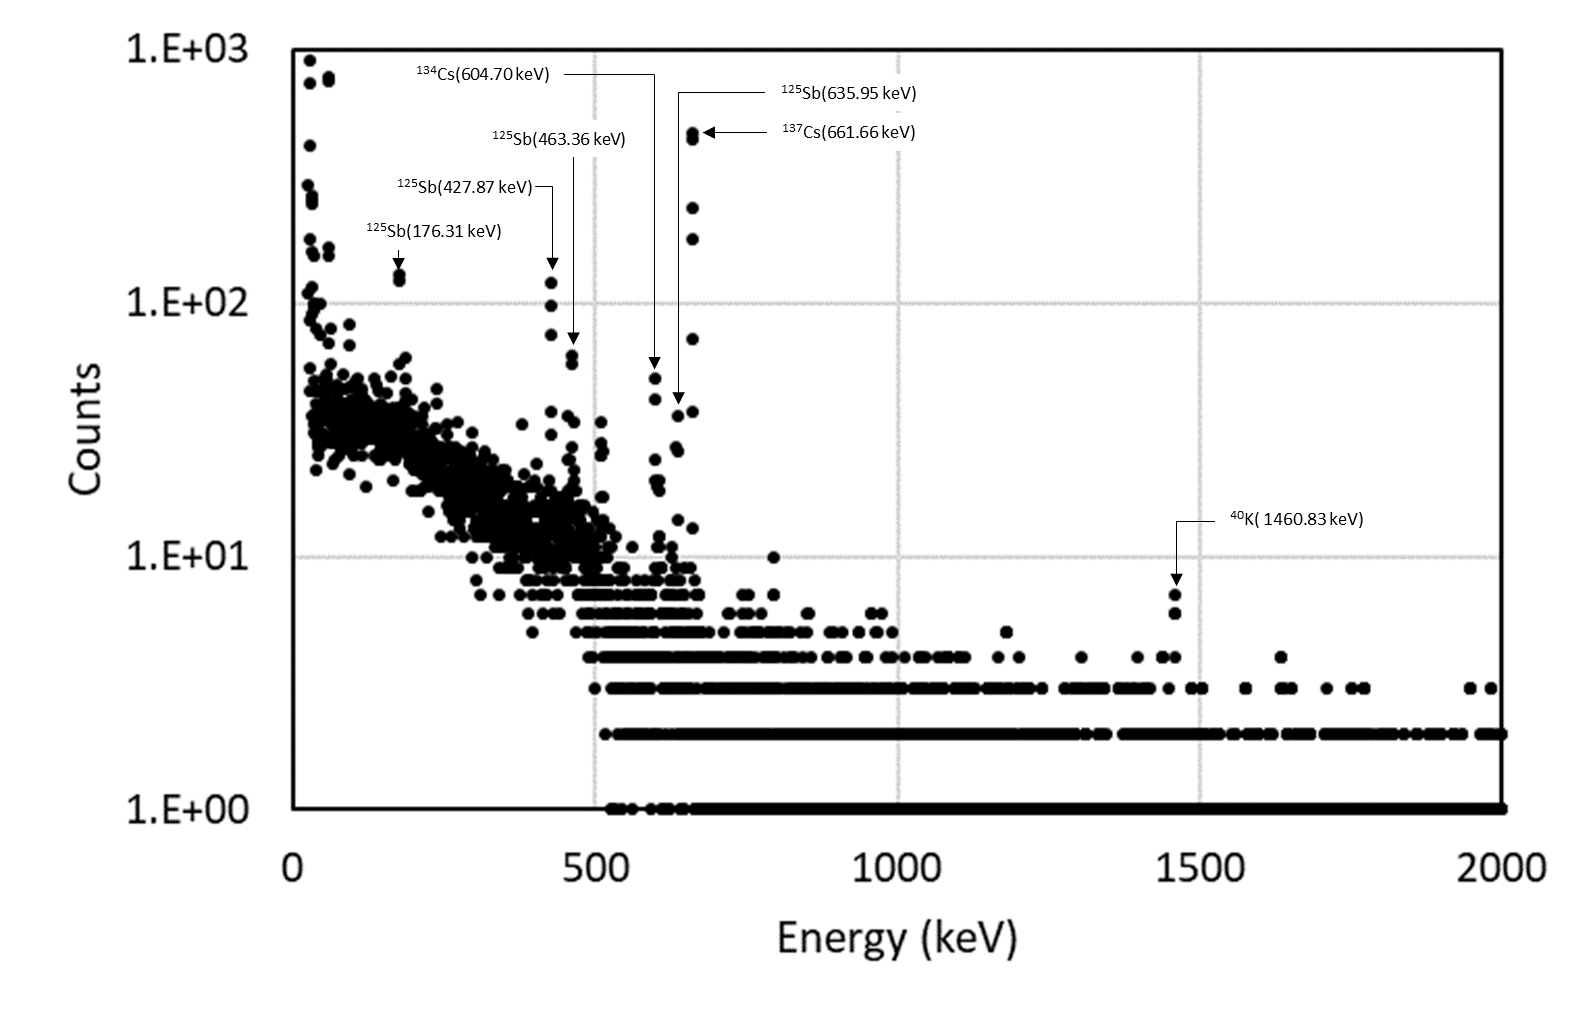 1.E+03
¹³⁴Cs(604.70 keV)
¹²⁵Sb(635.95 keV)
¹³⁷Cs(661.66 keV)
¹²⁵Sb(463.36 keV)
¹²⁵Sb(427.87 keV)
¹²⁵Sb(176.31 keV)
1.E+02
Counts
⁴⁰K( 1460.83 keV)
1.E+01
1.E+00
0 500 1000 1500 2000
Energy (keV)